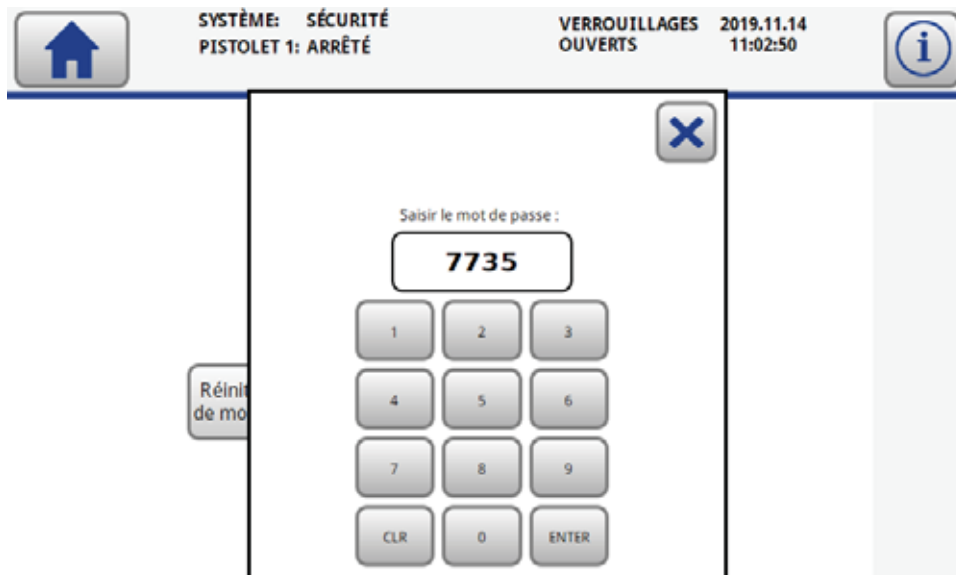 SYSTÈME: SÉCURITÉ
PISTOLET 1: ARRÊTÉ
VERROUILLAGES
OUVERTS
2019.11.14
11:02:50
Saisir le mot de passe :
7735
1 2 3
Réinit
de mo
4 5 6
7 8 9
CLR 0 ENTER